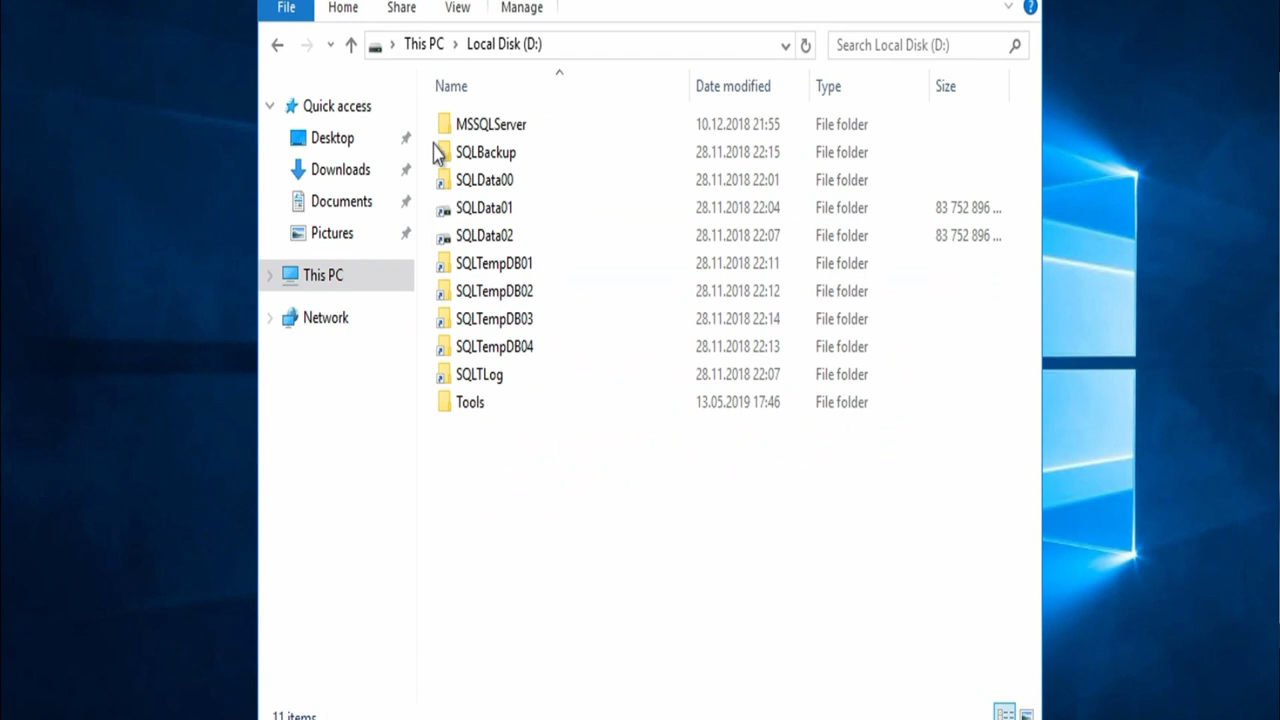 File Home Share View Manage
This PC Local Disk (D:) Search Local Disk (D:)
Name Date modified Type Size
Quick access
Desktop
Downloads
Documents
Pictures
This PC
Network
MSSQLServer 10.12.2018 21:55 File folder
SQLBackup 28.11.2018 22:15 File folder
SQLData00 28.11.2018 22:01 File folder
SQLData01 28.11.2018 22:04 File folder 83 752 896 ...
SQLData02 28.11.2018 22:07 File folder 83 752 896 ...
SQLTempDB01 28.11.2018 22:11 File folder
SQLTempDB02 28.11.2018 22:12 File folder
SQLTempDB03 28.11.2018 22:14 File folder
SQLTempDB04 28.11.2018 22:13 File folder
SQLTLog 28.11.2018 22:07 File folder
Tools 13.05.2019 17:46 File folder
11 items